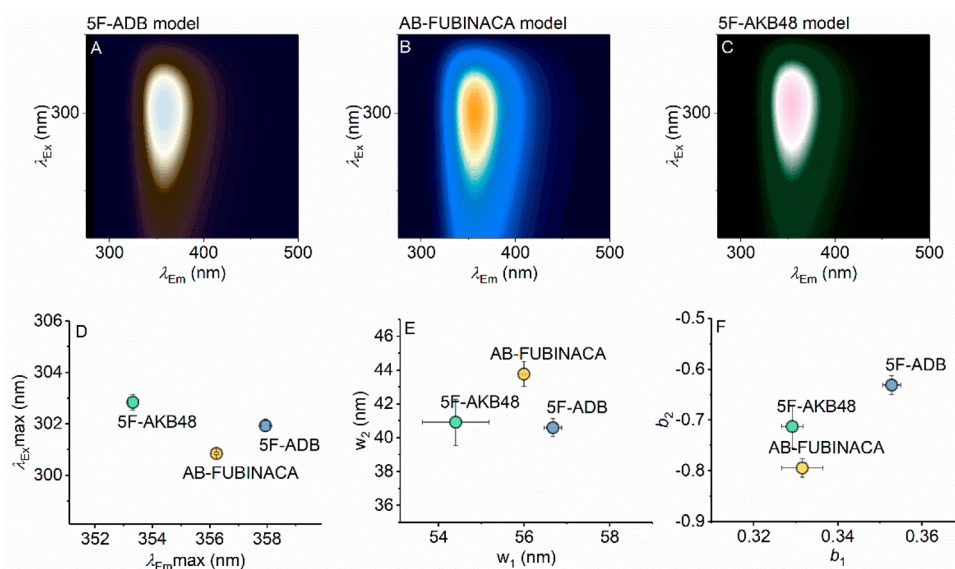 5F-ADB model
AB-FUBINACA model
5F-AKB48 model
A
B
C
λEx (nm)
300
λEx (nm)
300
λEx (nm)
300
300
400
500
λEm (nm)
300
400
500
λEm (nm)
300
400
500
λEm (nm)
D
306
304
302
300
λExmax (nm)
5F-AKB48
5F-ADB
AB-FUBINACA
352
354
356
358
λEmmax (nm)
E
46
44
42
40
38
36
w2 (nm)
AB-FUBINACA
5F-AKB48
5F-ADB
54
56
58
w1 (nm)
F
-0.5
-0.6
-0.7
-0.8
-0.9
b2
5F-ADB
5F-AKB48
AB-FUBINACA
0.32
0.34
0.36
b1